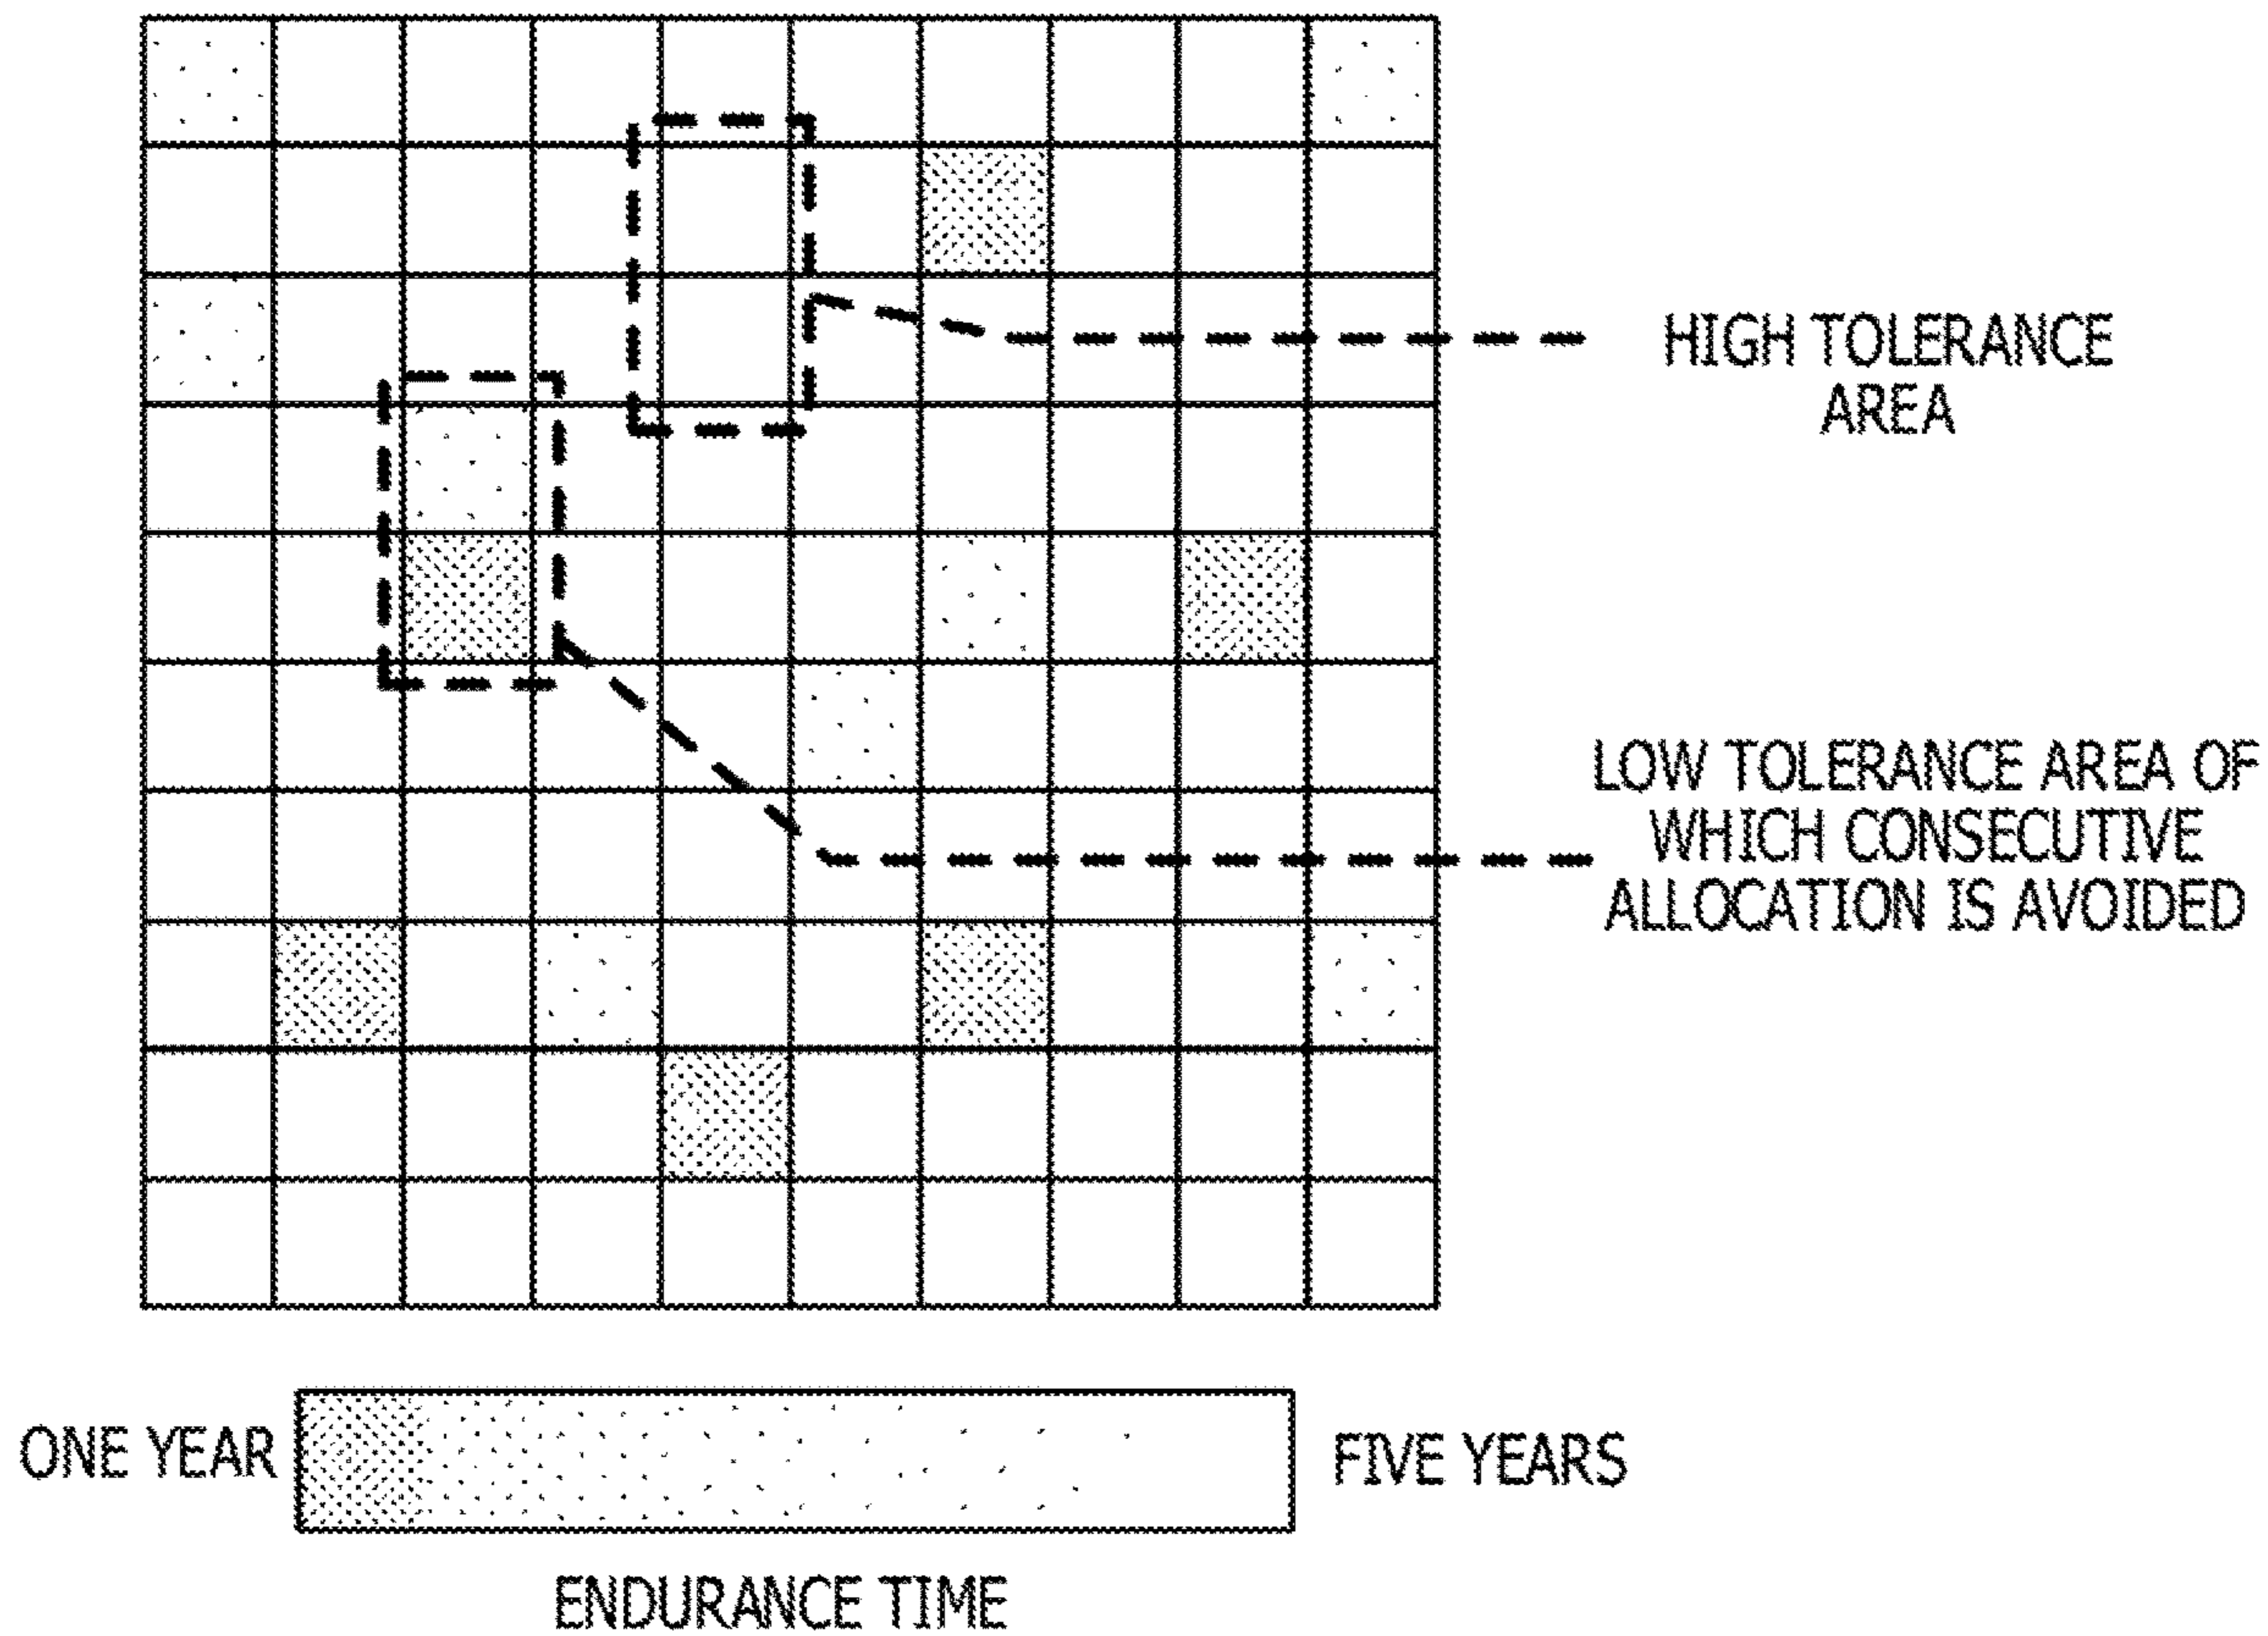 HIGH TOLERANCE
AREA
LOW TOLERANCE AREA OF
WHICH CONSECUTIVE
ALLOCATION IS AVOIDED
ONE YEAR
FIVE YEARS
ENDURANCE TIME